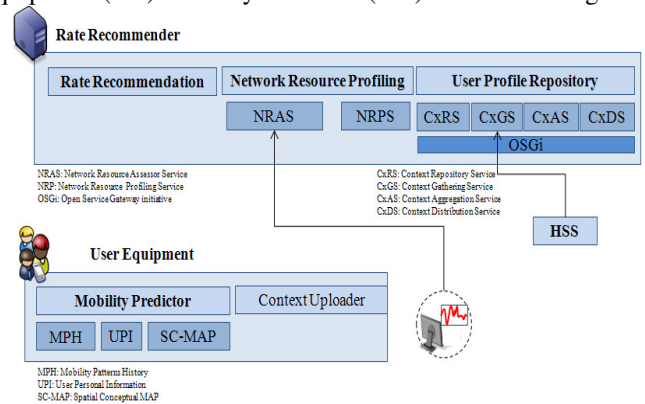 Rate Recommender
Rate Recommendation
Network Resource Profiling
User Profile Repository
NRAS
NRPS
CxRS
CxGS
CxAS
CxDS
OSGi
NRAS: Network Resource Assessor Service
NRP: Network Resource Profiling Service
OSGi: Open Service Gateway initiative
CxRS: Context Repository Service
CxGS: Context Gathering Service
CxAS: Context Aggregation Service
CxDS: Context Distribution Service
HSS
User Equipment
Mobility Predictor
Context Uploader
MPH
UPI
SC-MAP
MPH: Mobility Patterns History
UPI: User Personal Information
SC-MAP: Spatial Conceptual MAP